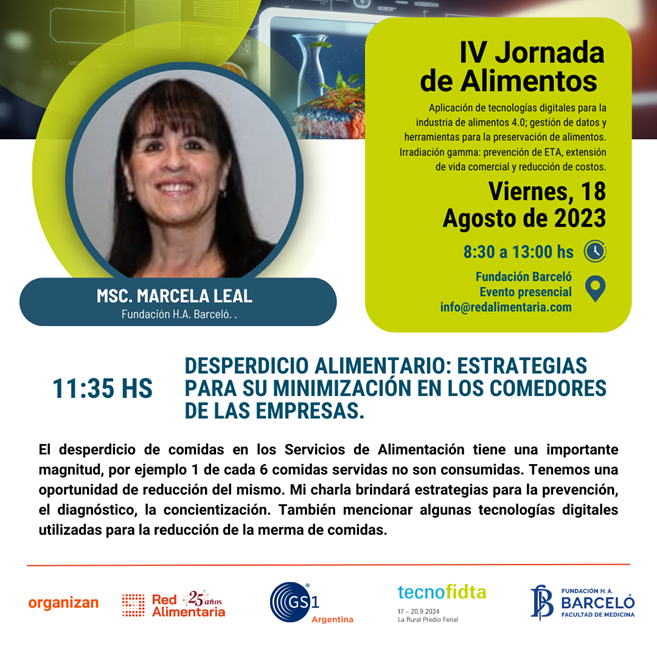 IV Jornada
de Alimentos
Aplicación de tecnologías digitales para la
industria de alimentos 4.0; gestión de datos y
herramientas para la preservación de alimentos.
Irradiación gamma: prevención de ETA, extensión
de vida comercial y reducción de costos.
Viernes, 18
Agosto de 2023
8:30 a 13:00 hs
Fundación Barceló
Evento presencial
info@redalimentaria.com
MSC. MARCELA LEAL
Fundación H.A. Barceló. .
11:35 HS
DESPERDICIO ALIMENTARIO: ESTRATEGIAS
PARA SU MINIMIZACIÓN EN LOS COMEDORES
DE LAS EMPRESAS.
El desperdicio de comidas en los Servicios de Alimentación tiene una importante
magnitud, por ejemplo 1 de cada 6 comidas servidas no son consumidas. Tenemos una
oportunidad de reducción del mismo. Mi charla brindará estrategias para la prevención,
el diagnóstico, la concientización. También mencionar algunas tecnologías digitales
utilizadas para la reducción de la merma de comidas.
organizan
Red
Alimentaria
25 años
GS1
®
Argentina
tecnofidta
17 – 20.9.2024
La Rural Predio Ferial
FUNDACIÓN H. A.
BARCELÓ
FACULTAD DE MEDICINA